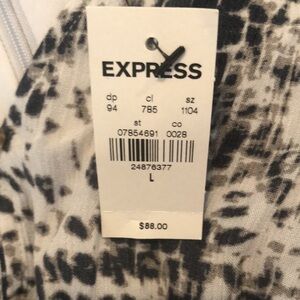 EXPRESS
dp cl sz
94 785 1104
st co
07854691 0028
24876377
L
$88.00